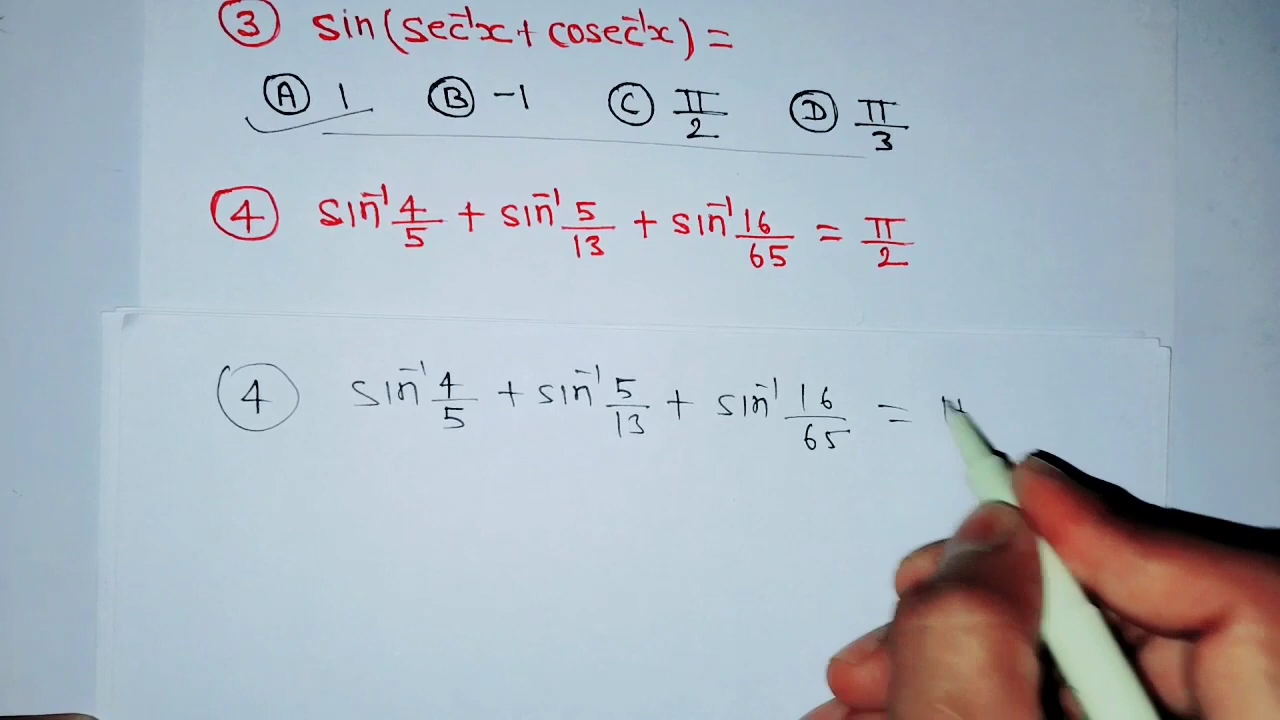 ③ sin(sec⁻¹x + cosec⁻¹x) =
Ⓐ 1 Ⓑ -1 Ⓒ π/2 Ⓓ π/3
④ sin⁻¹ 4/5 + sin⁻¹ 5/13 + sin⁻¹ 16/65 = π/2
④ sin⁻¹ 4/5 + sin⁻¹ 5/13 + sin⁻¹ 16/65 =